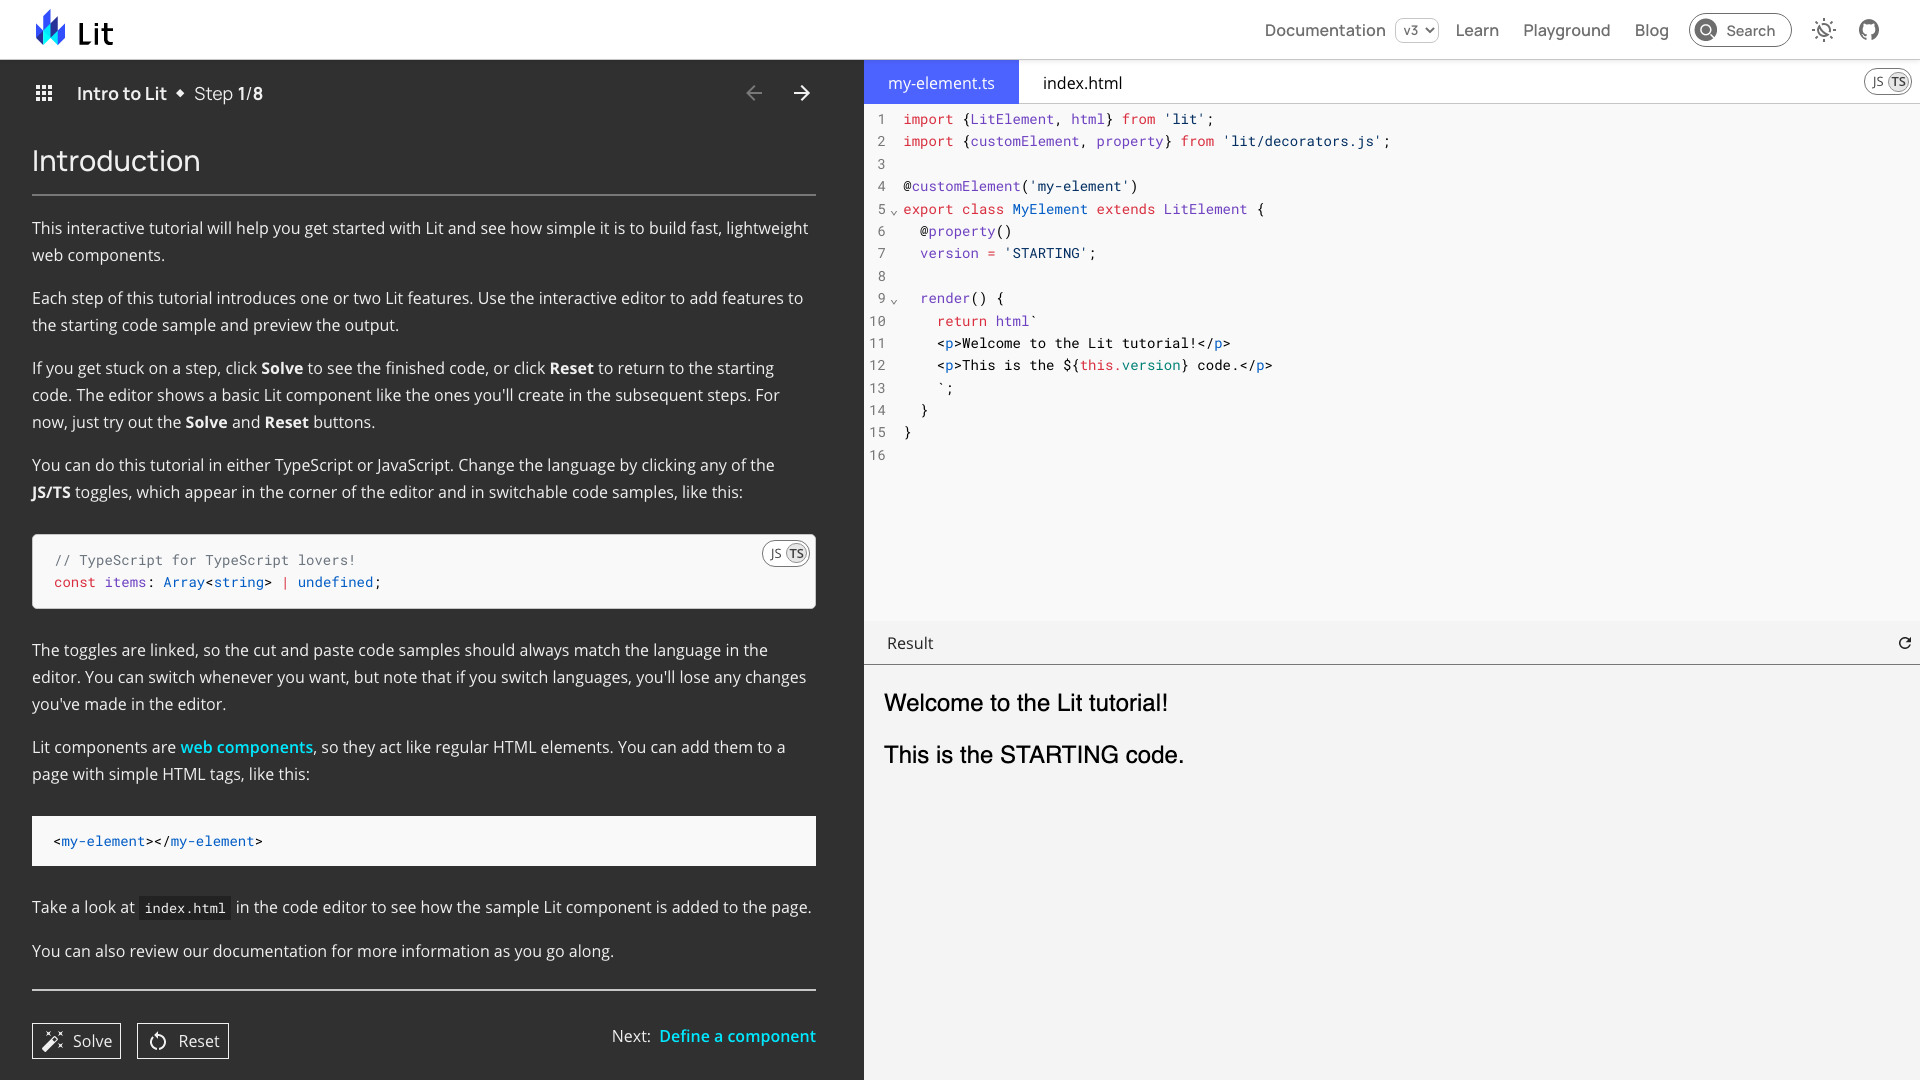 Lit
Documentation v3 Learn Playground Blog Search
Intro to Lit ◆ Step 1/8
Introduction
This interactive tutorial will help you get started with Lit and see how simple it is to build fast, lightweight
web components.
Each step of this tutorial introduces one or two Lit features. Use the interactive editor to add features to
the starting code sample and preview the output.
If you get stuck on a step, click Solve to see the finished code, or click Reset to return to the starting
code. The editor shows a basic Lit component like the ones you'll create in the subsequent steps. For
now, just try out the Solve and Reset buttons.
You can do this tutorial in either TypeScript or JavaScript. Change the language by clicking any of the
JS/TS toggles, which appear in the corner of the editor and in switchable code samples, like this:
JS TS
// TypeScript for TypeScript lovers!
const items: Array<string> | undefined;
The toggles are linked, so the cut and paste code samples should always match the language in the
editor. You can switch whenever you want, but note that if you switch languages, you'll lose any changes
you've made in the editor.
Lit components are web components, so they act like regular HTML elements. You can add them to a
page with simple HTML tags, like this:
<my-element></my-element>
Take a look at index.html in the code editor to see how the sample Lit component is added to the page.
You can also review our documentation for more information as you go along.
Solve Reset Next: Define a component
my-element.ts index.html JS TS
1 import {LitElement, html} from 'lit';
2 import {customElement, property} from 'lit/decorators.js';
3
4 @customElement('my-element')
5 export class MyElement extends LitElement {
6   @property()
7   version = 'STARTING';
8
9   render() {
10     return html`
11     <p>Welcome to the Lit tutorial!</p>
12     <p>This is the ${this.version} code.</p>
13     `;
14   }
15 }
16
Result
Welcome to the Lit tutorial!
This is the STARTING code.